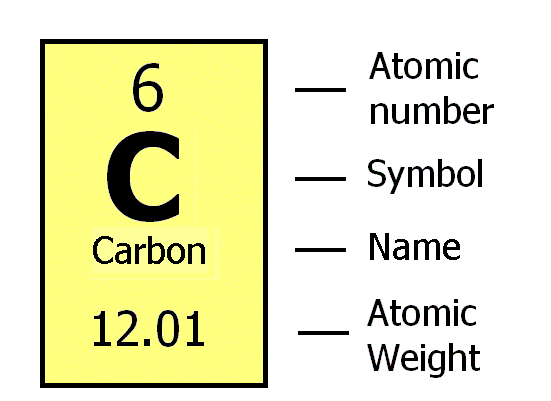 6
C
Carbon
12.01
Atomic
number
Symbol
Name
Atomic
Weight